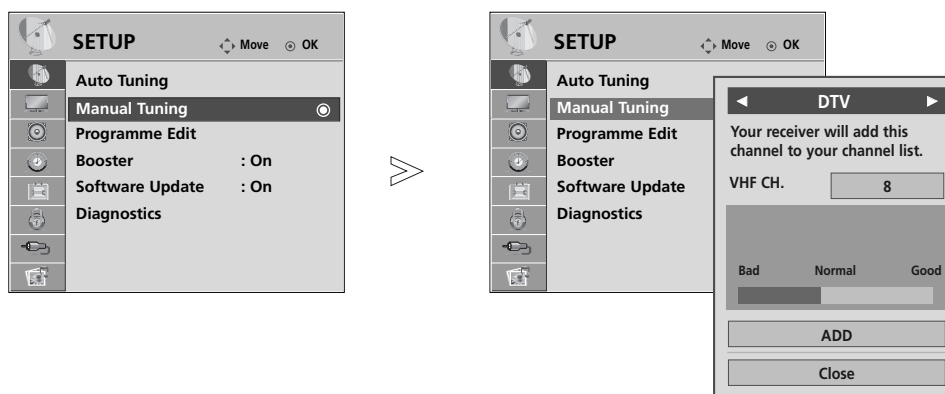 SETUP Move OK
Auto Tuning
Manual Tuning
Programme Edit
Booster : On
Software Update : On
Diagnostics
SETUP Move OK
Auto Tuning
Manual Tuning
Programme Edit
Booster
Software Update
Diagnostics
DTV
Your receiver will add this
channel to your channel list.
VHF CH. 8
Bad Normal Good
ADD
Close